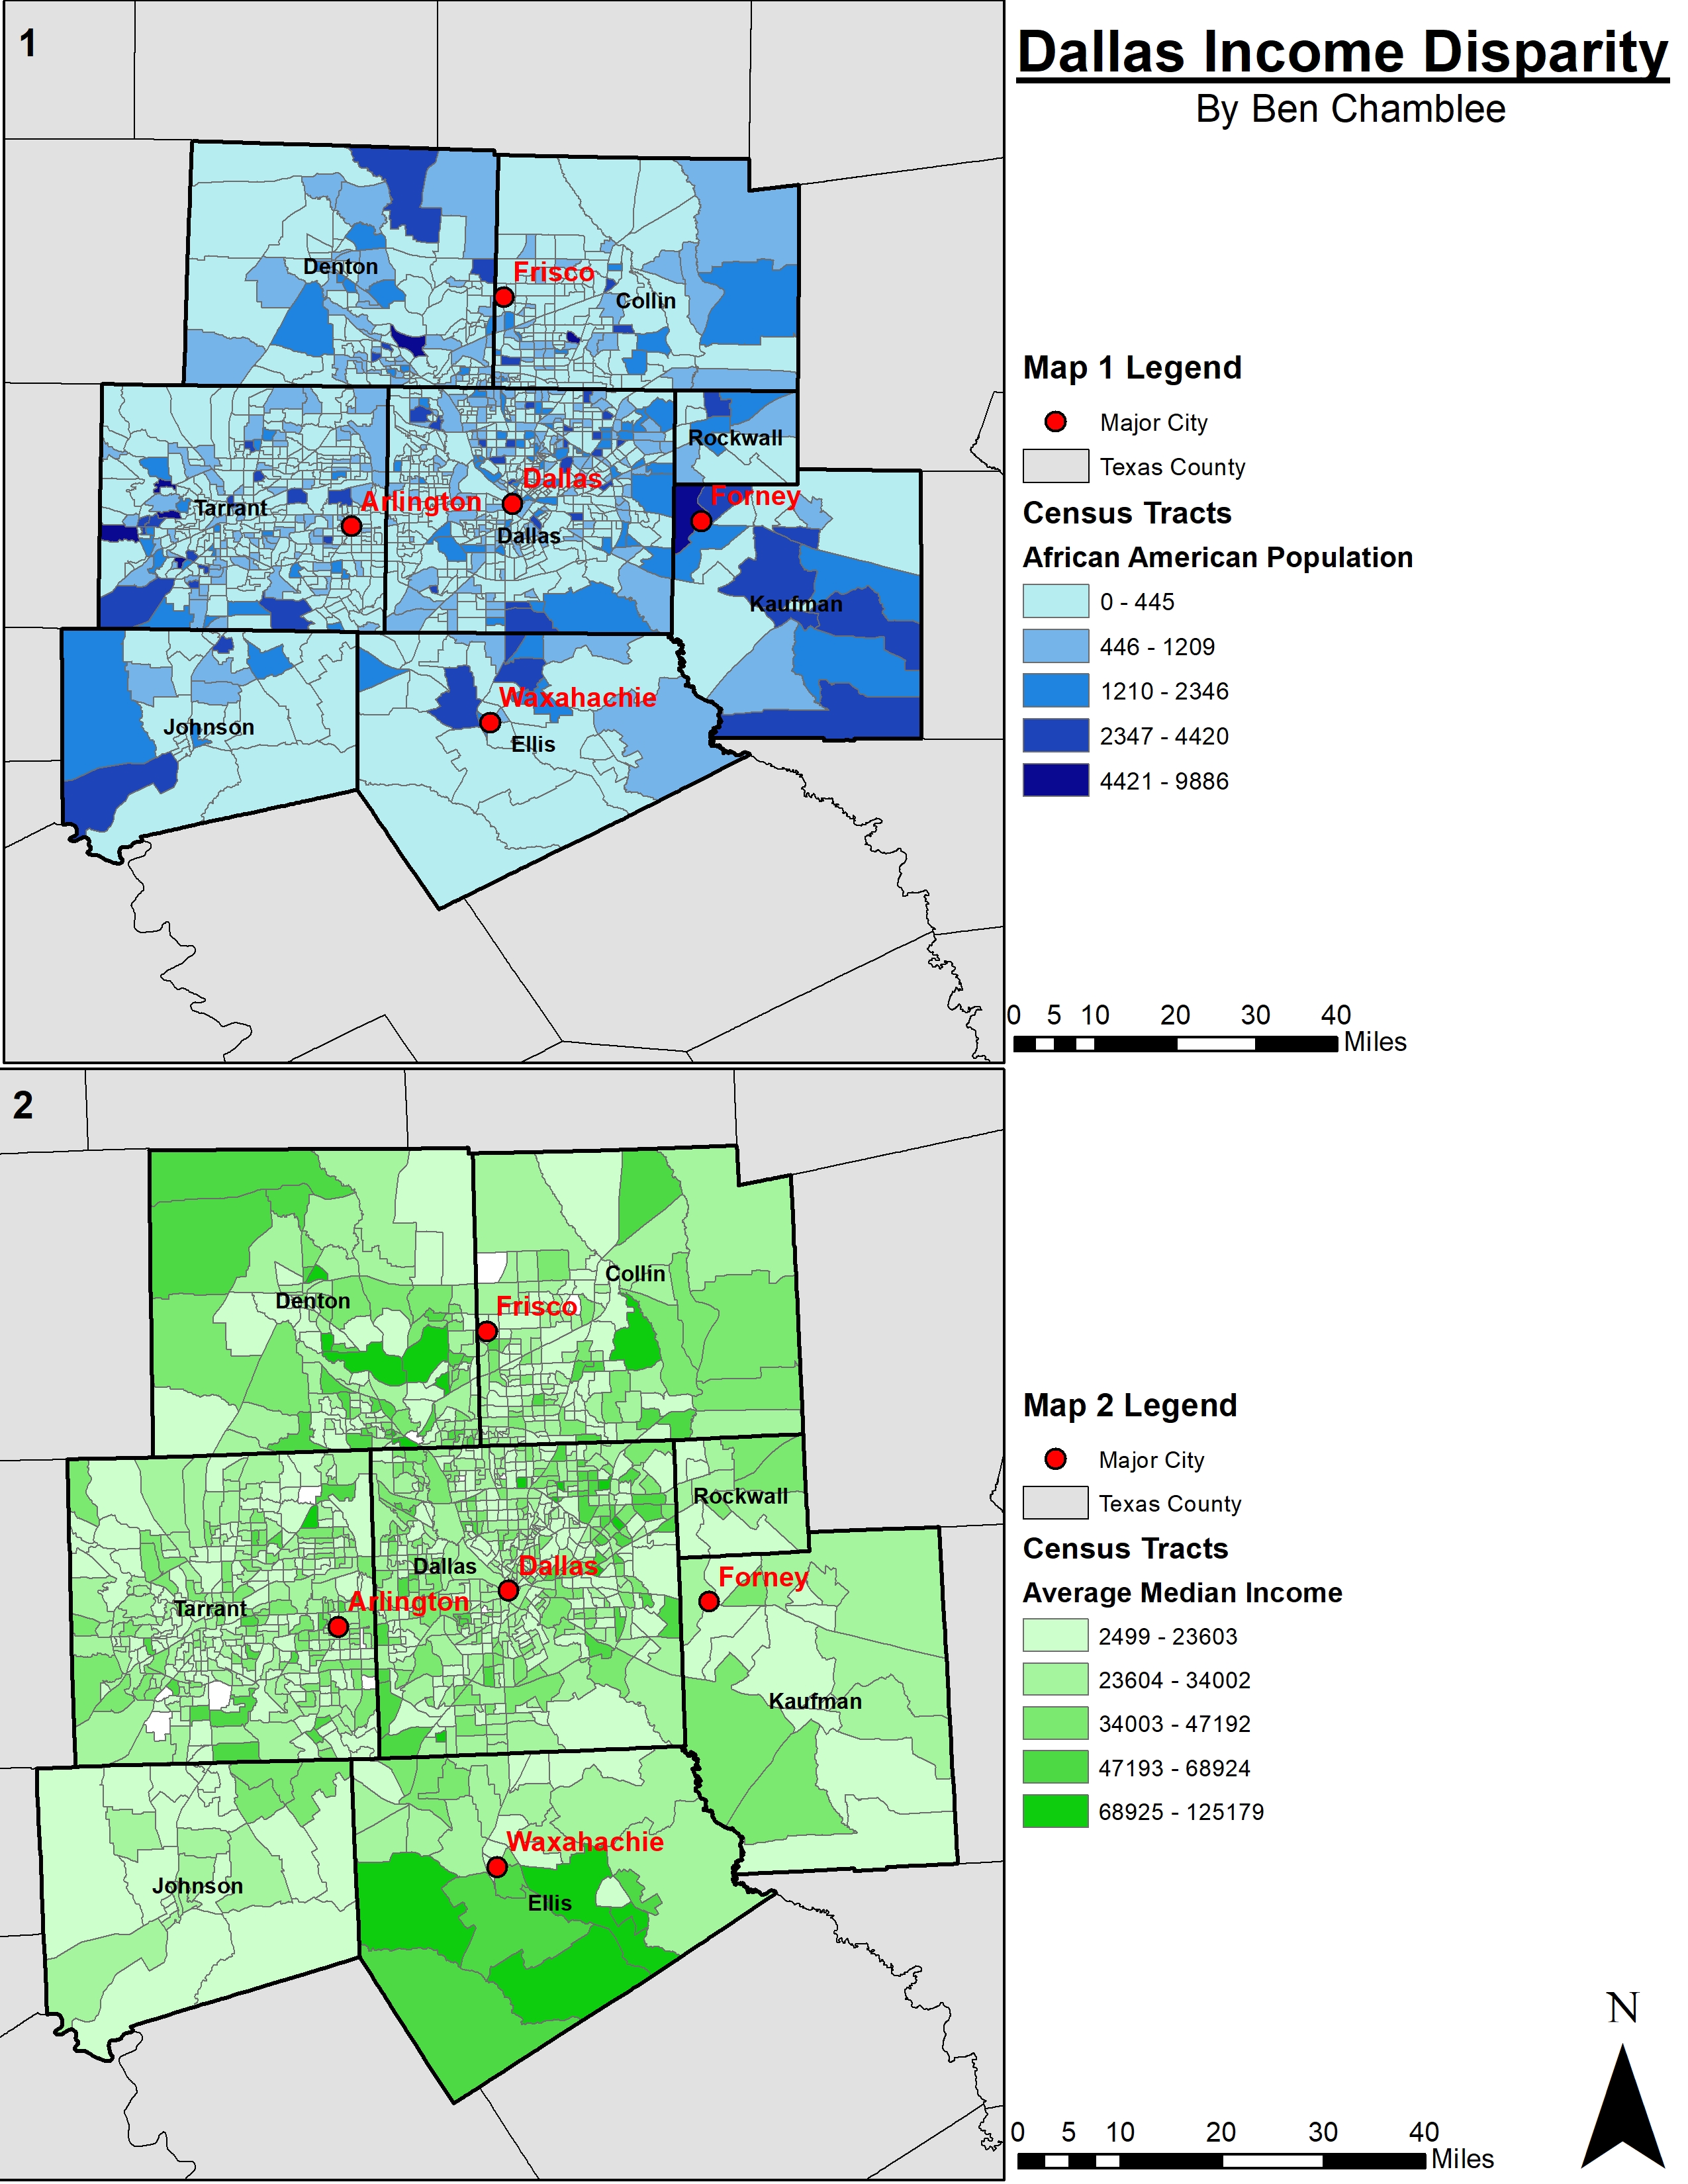 Dallas Income Disparity
By Ben Chamblee
1
Denton
Frisco
Collin
Rockwall
Dallas
Forney
Arlington
Tarrant
Dallas
Kaufman
Waxahachie
Johnson
Ellis
Map 1 Legend
Major City
Texas County
Census Tracts
African American Population
0 - 445
446 - 1209
1210 - 2346
2347 - 4420
4421 - 9886
0 5 10 20 30 40
Miles
2
Collin
Denton
Frisco
Rockwall
Dallas
Dallas
Forney
Arlington
Tarrant
Kaufman
Waxahachie
Johnson
Ellis
Map 2 Legend
Major City
Texas County
Census Tracts
Average Median Income
2499 - 23603
23604 - 34002
34003 - 47192
47193 - 68924
68925 - 125179
N
0 5 10 20 30 40
Miles